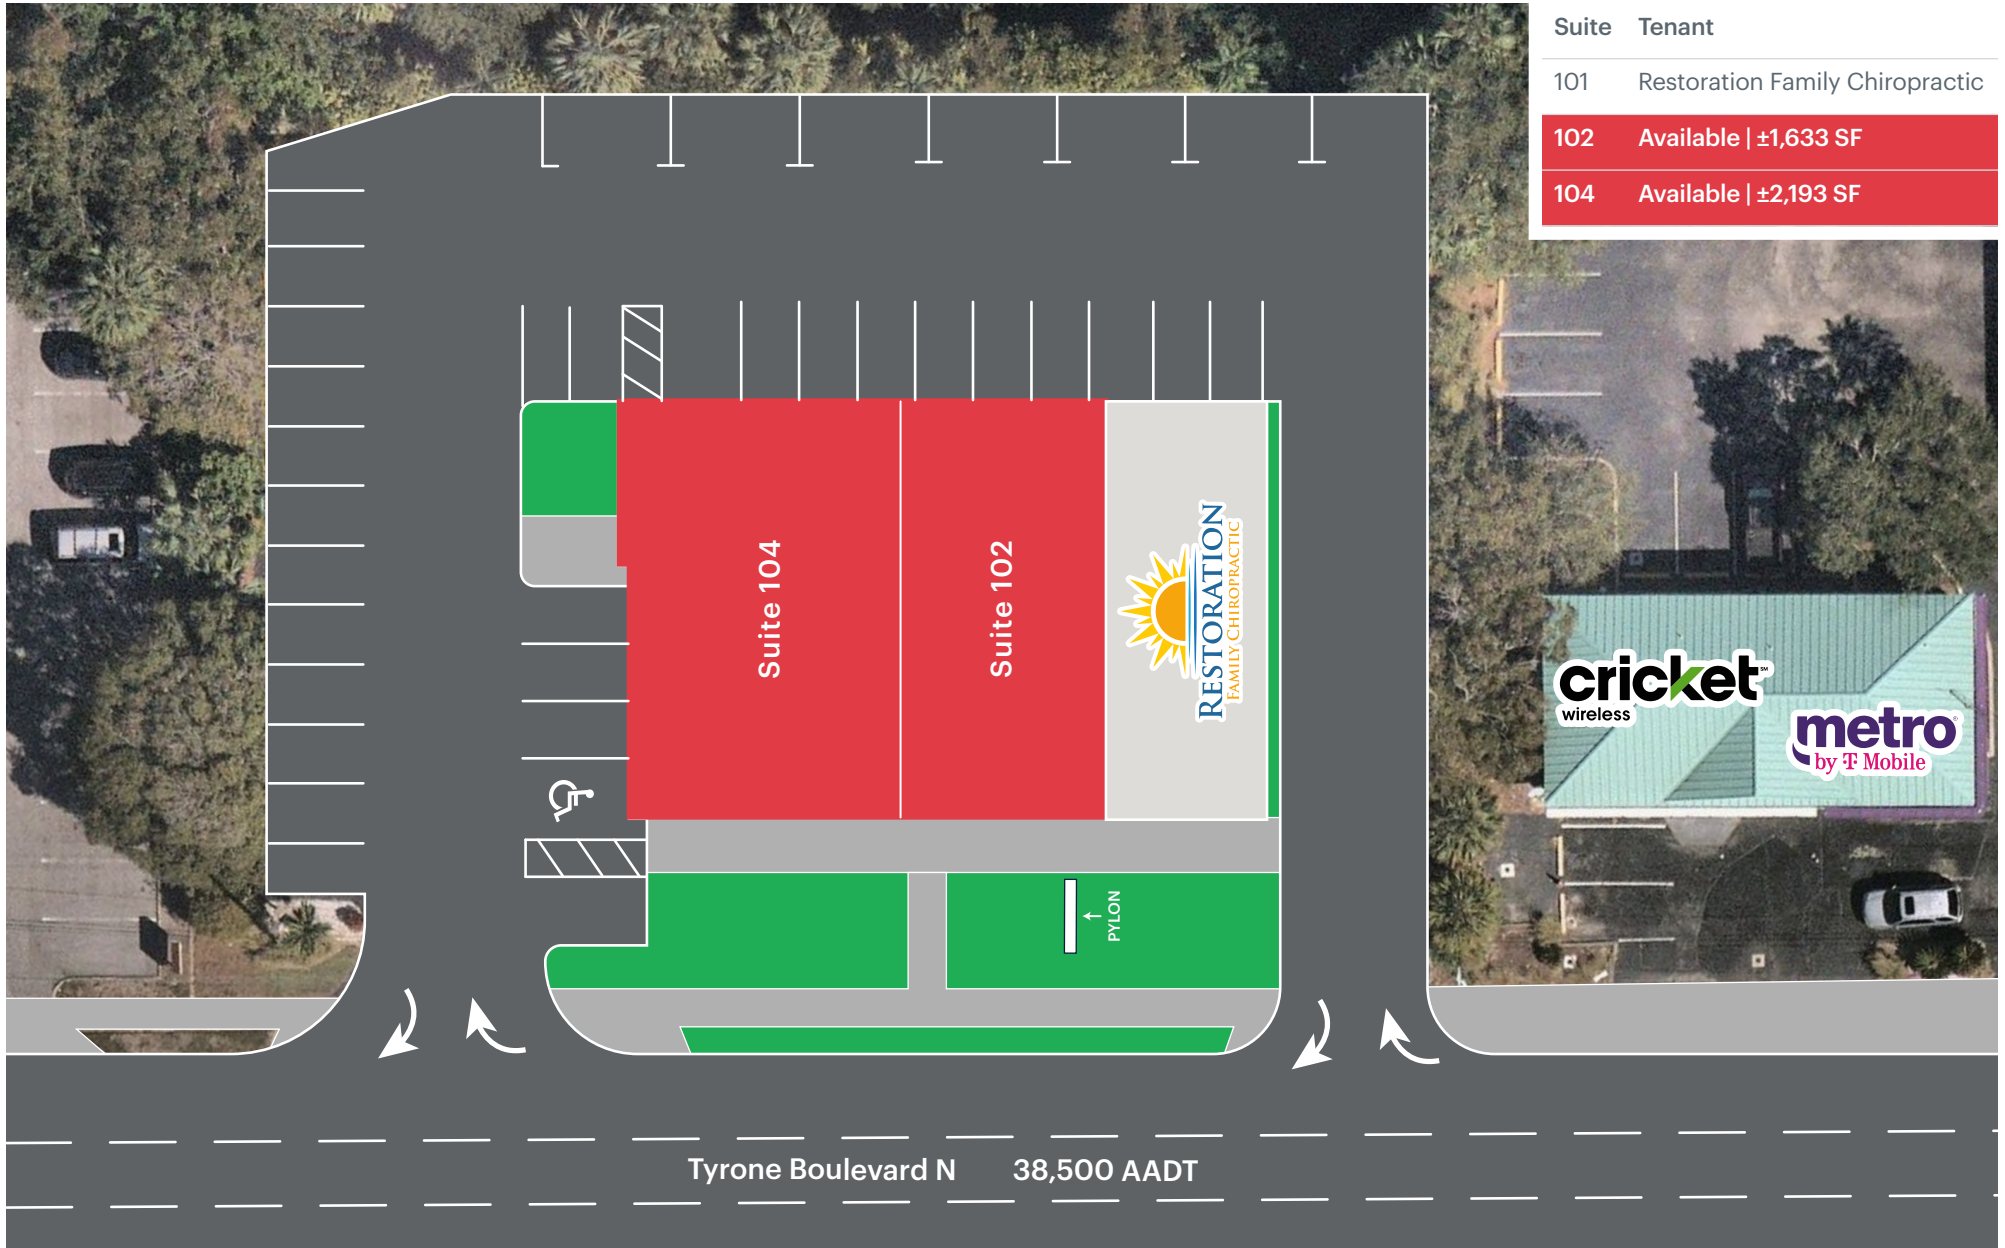 Suite Tenant
101 Restoration Family Chiropractic
102 Available | ±1,633 SF
104 Available | ±2,193 SF
Suite 104
Suite 102
RESTORATION
FAMILY CHIROPRACTIC
cricket℠
wireless
metro®
by T Mobile
PYLON
Tyrone Boulevard N 38,500 AADT